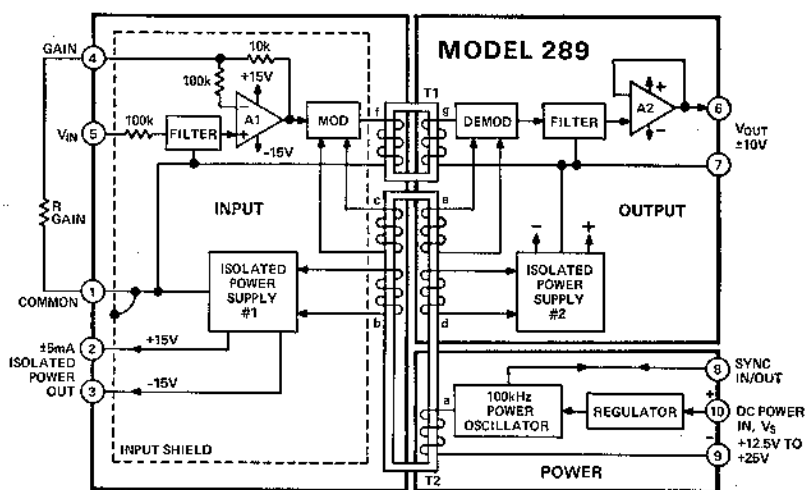 MODEL 289
GAIN
4
10k
100k
+15V
A1
-15V
MOD
f
T1
g
DEMOD
FILTER
A2
+
−
6
VOUT
±10V
7
VIN
5
100k
FILTER
−
+
R
GAIN
INPUT
OUTPUT
c
e
−
+
ISOLATED
POWER
SUPPLY
#1
ISOLATED
POWER
SUPPLY
#2
COMMON
1
b
d
±5mA
ISOLATED
POWER
OUT
2
+15V
3
-15V
8
SYNC
IN/OUT
a
100kHz
POWER
OSCILLATOR
REGULATOR
+
10
DC POWER
IN, VS
+12.5V TO
+25V
−
9
INPUT SHIELD
T2
POWER